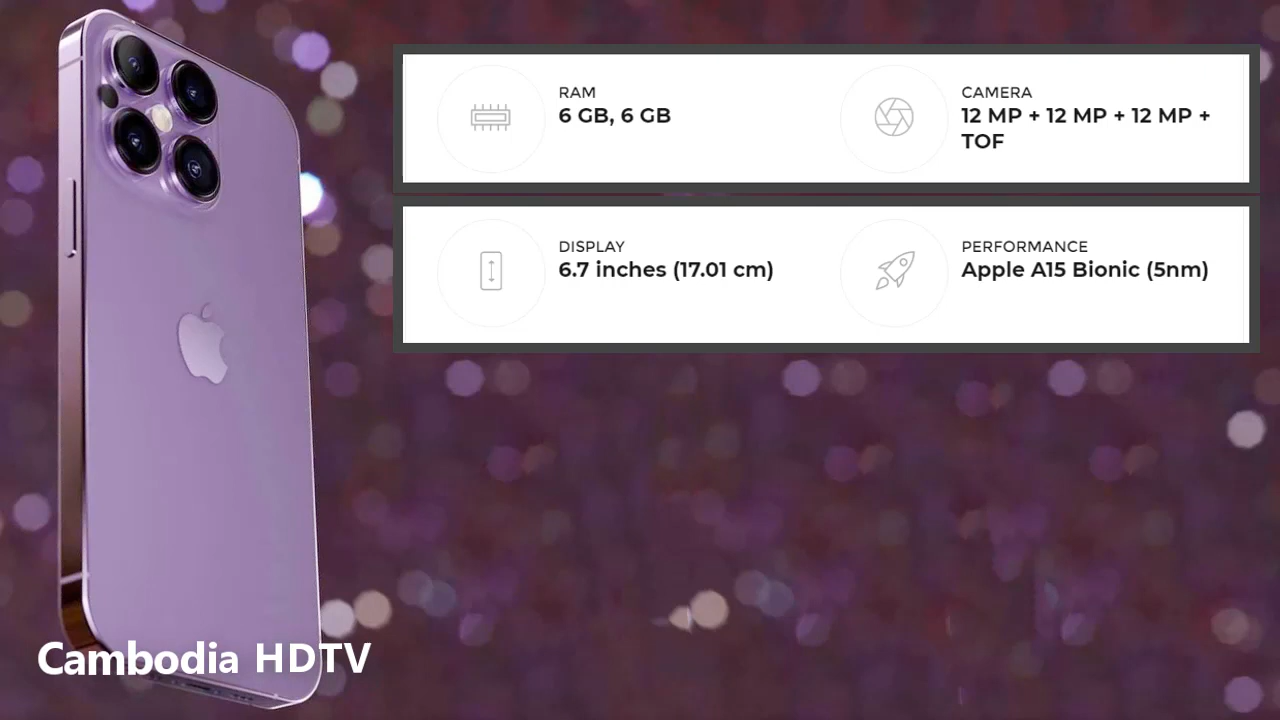 RAM
6 GB, 6 GB
CAMERA
12 MP + 12 MP + 12 MP +
TOF
DISPLAY
6.7 inches (17.01 cm)
PERFORMANCE
Apple A15 Bionic (5nm)
Cambodia HDTV